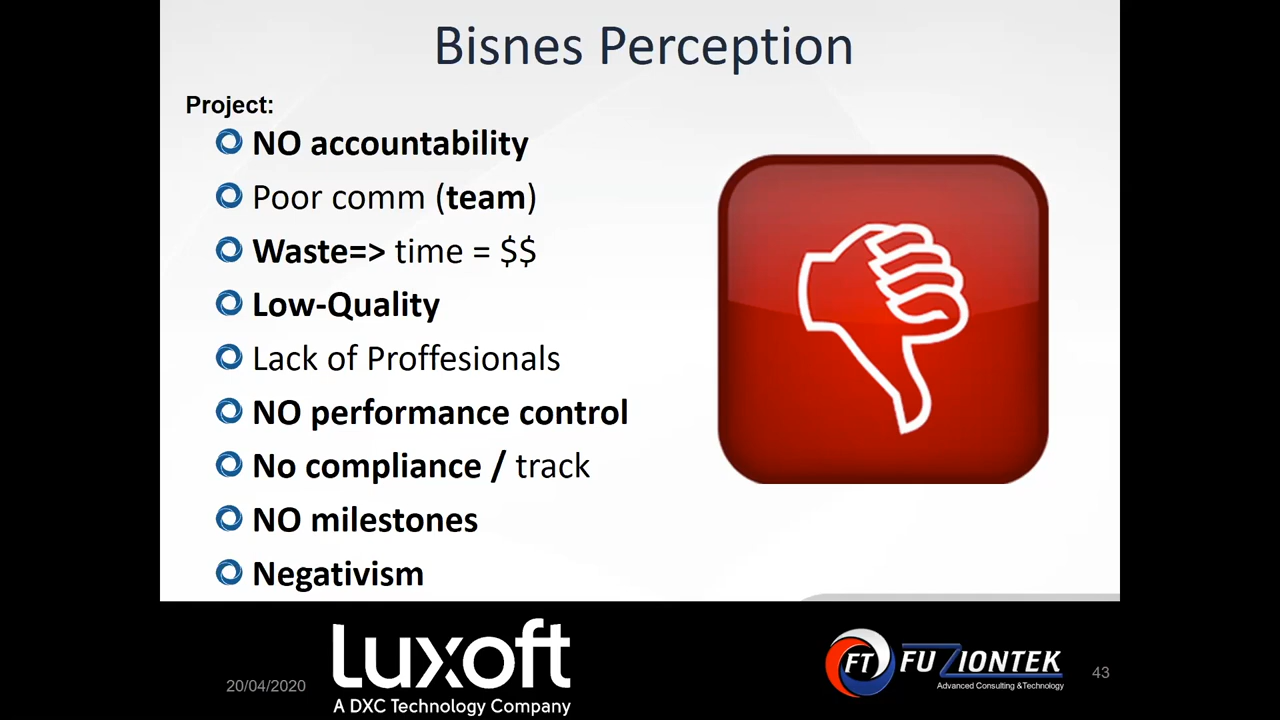 Bisnes Perception
Project:
NO accountability
Poor comm (team)
Waste=> time = $$
Low-Quality
Lack of Proffesionals
NO performance control
No compliance / track
NO milestones
Negativism
20/04/2020
Luxoft
A DXC Technology Company
FT
FUZIONTEK
Advanced Consulting &Technology
43